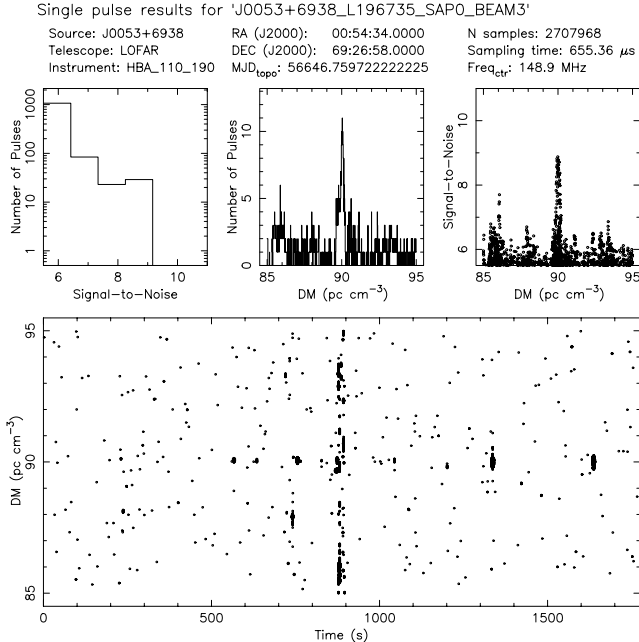 Single pulse results for 'J0053+6938_L196735_SAP0_BEAM3'
Source: J0053+6938 RA (J2000): 00:54:34.0000 N samples: 2707968
Telescope: LOFAR DEC (J2000): 69:26:58.0000 Sampling time: 655.36 μs
Instrument: HBA_110_190 MJD_topo: 56646.759722222225 Freq_ctr: 148.9 MHz
Number of Pulses
1000
100
10
1
6 8 10
Signal-to-Noise
Number of Pulses
10
5
0
85 90 95
DM (pc cm⁻³)
Signal-to-Noise
10
8
6
85 90 95
DM (pc cm⁻³)
DM (pc cm⁻³)
95
90
85
0 500 1000 1500
Time (s)